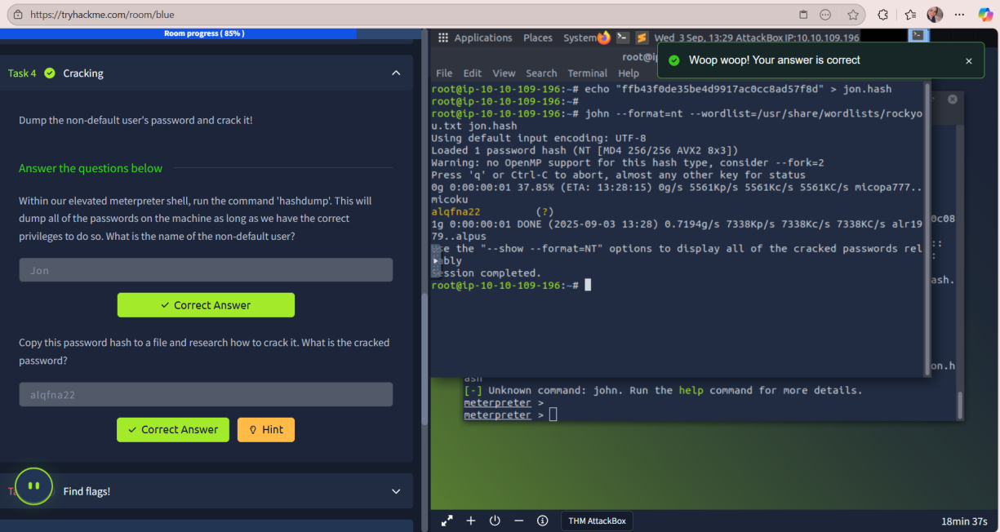 https://tryhackme.com/room/blue
Room progress ( 85% )
Task 4 Cracking
Dump the non-default user's password and crack it!
Answer the questions below
Within our elevated meterpreter shell, run the command 'hashdump'. This will
dump all of the passwords on the machine as long as we have the correct
privileges to do so. What is the name of the non-default user?
Jon
Correct Answer
Copy this password hash to a file and research how to crack it. What is the cracked
password?
alqfna22
Correct Answer
Hint
Find flags!
Applications Places System Wed 3 Sep, 13:29 AttackBox IP:10.10.109.196
root@ip
Woop woop! Your answer is correct
File Edit View Search Terminal Help
root@ip-10-10-109-196:~# echo "ffb43f0de35be4d9917ac0cc8ad57f8d" > jon.hash
root@ip-10-10-109-196:~#
root@ip-10-10-109-196:~# john --format=nt --wordlist=/usr/share/wordlists/rockyo
u.txt jon.hash
Using default input encoding: UTF-8
Loaded 1 password hash (NT [MD4 256/256 AVX2 8x3])
Warning: no OpenMP support for this hash type, consider --fork=2
Press 'q' or Ctrl-C to abort, almost any other key for status
0g 0:00:00:01 37.85% (ETA: 13:28:15) 0g/s 5561Kp/s 5561Kc/s 5561KC/s micopa777..
micoku
alqfna22 (?)
1g 0:00:00:01 DONE (2025-09-03 13:28) 0.7194g/s 7338Kp/s 7338Kc/s 7338KC/s alr19
79..alpus
se the "--show --format=NT" options to display all of the cracked passwords rel
ably
ession completed.
root@ip-10-10-109-196:~#
0c08
::
:
ash.
on.h
ash
[-] Unknown command: john. Run the help command for more details.
meterpreter >
meterpreter >
THM AttackBox
18min 37s